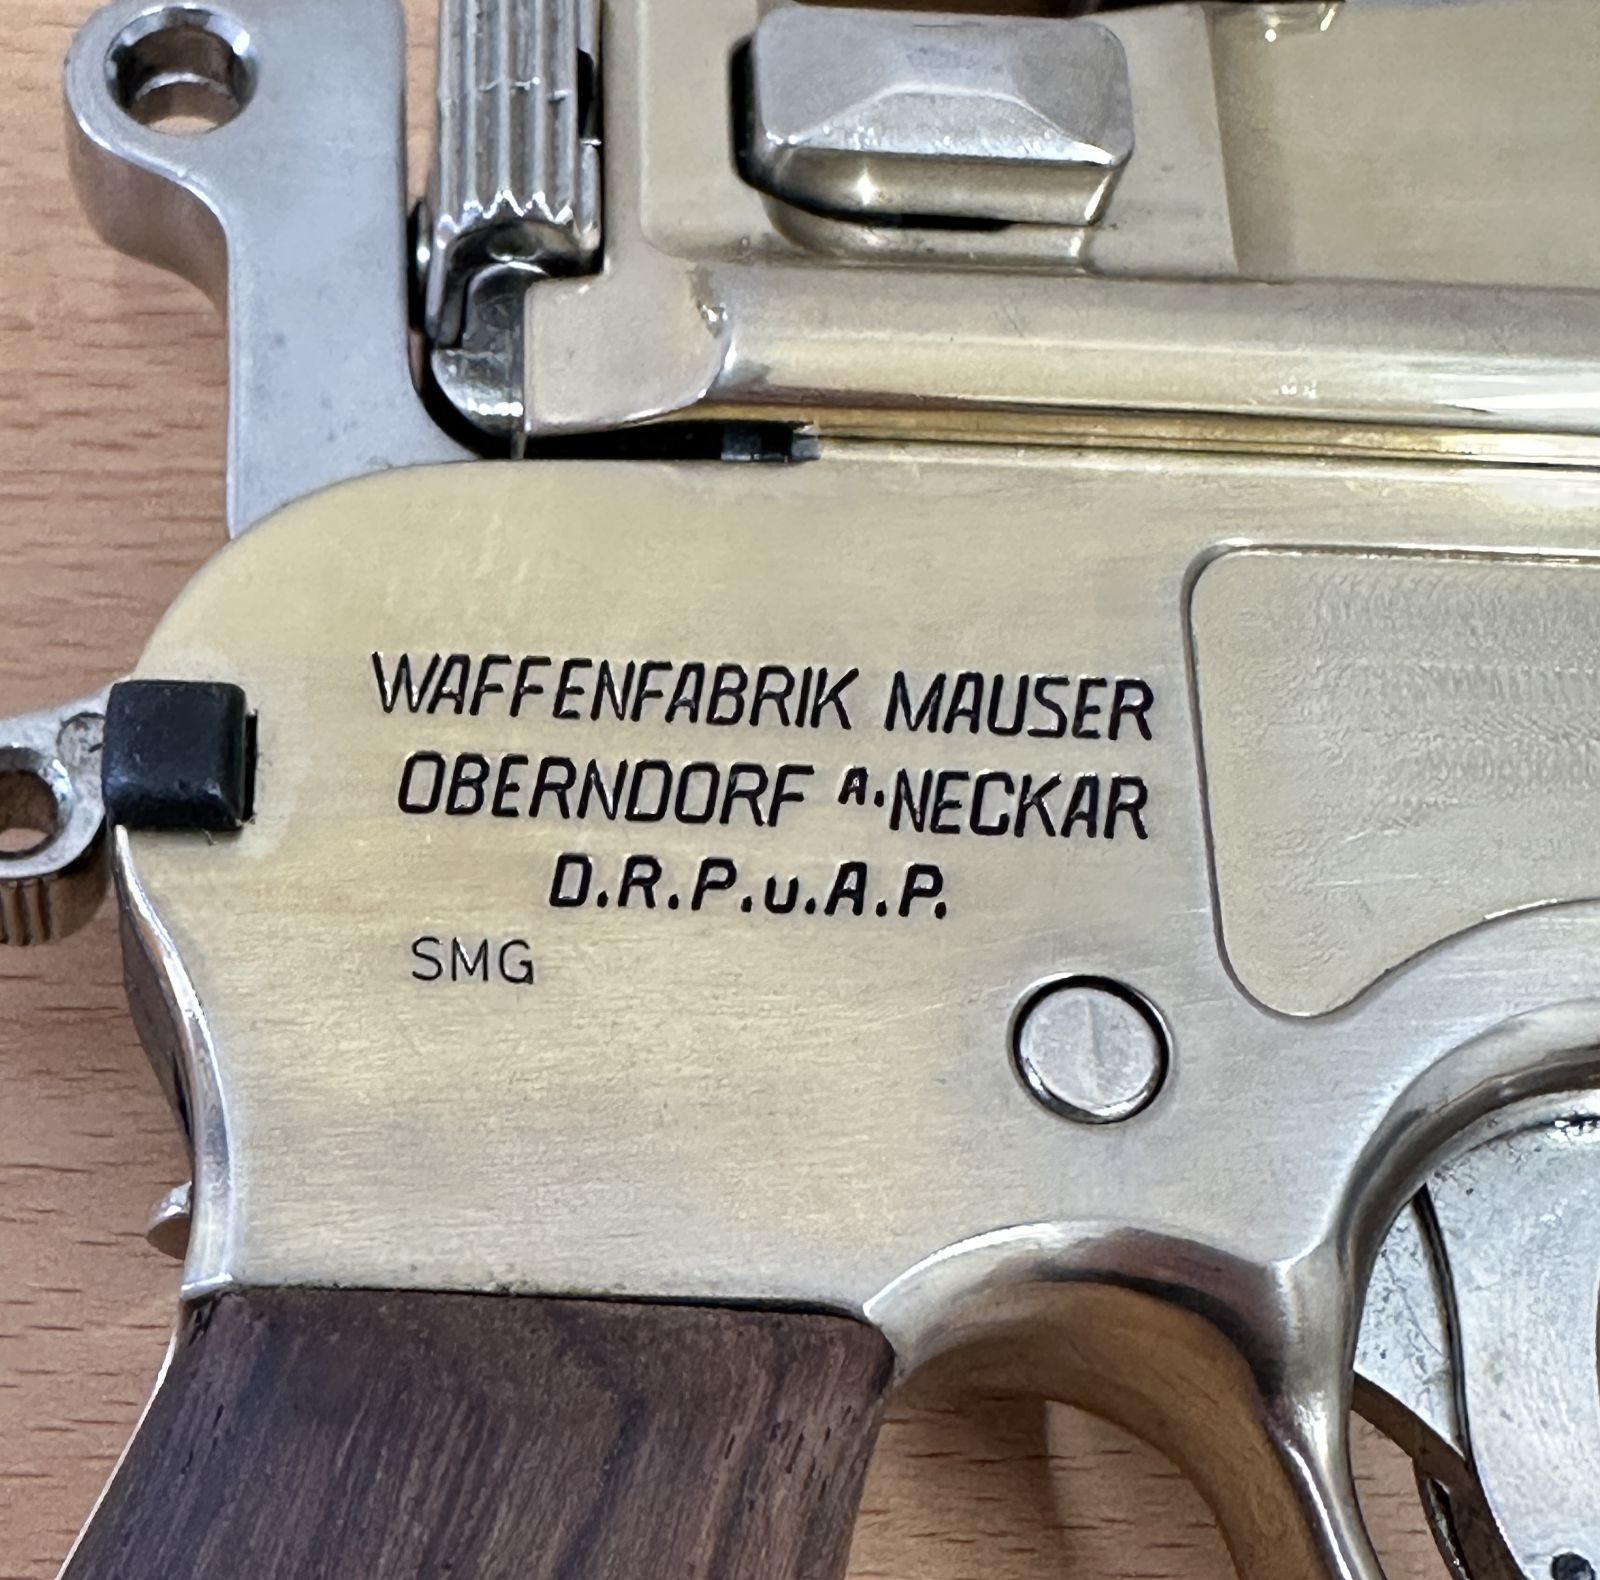 WAFFENFABRIK MAUSER
OBERNDORF A.NECKAR
D.R.P.u.A.P.
SMG